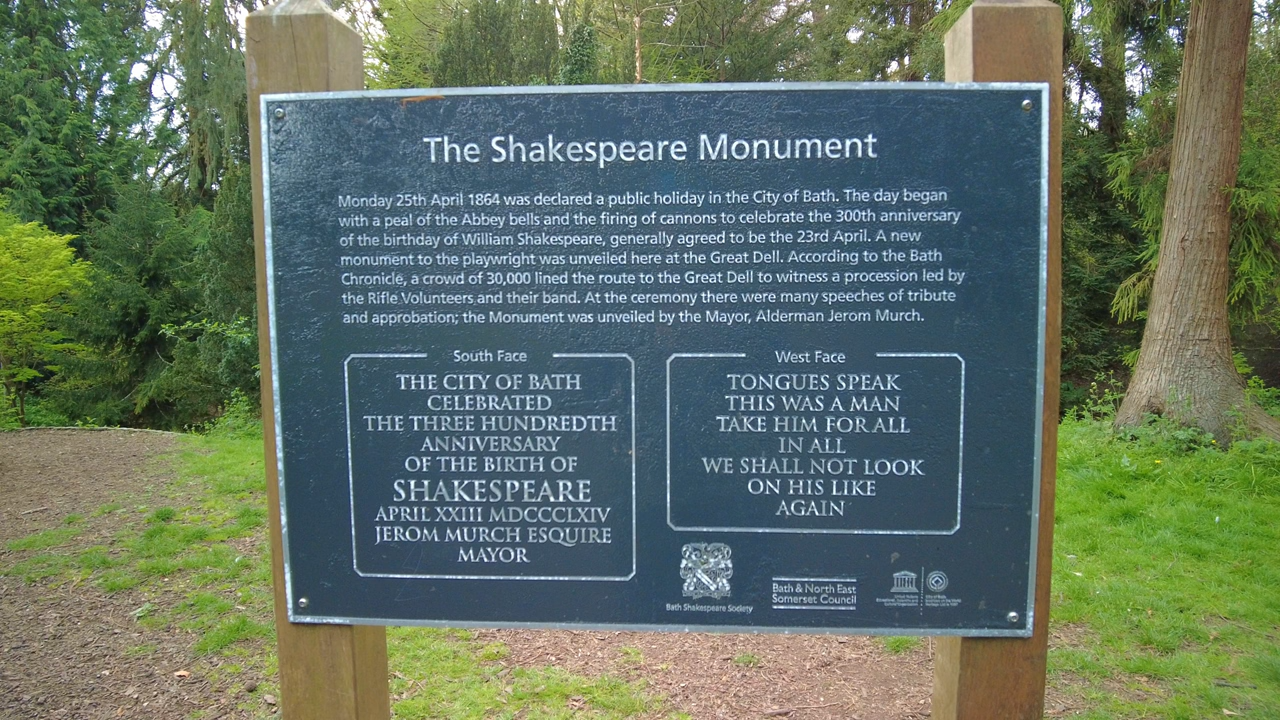 The Shakespeare Monument
Monday 25th April 1864 was declared a public holiday in the City of Bath. The day began
with a peal of the Abbey bells and the firing of cannons to celebrate the 300th anniversary
of the birthday of William Shakespeare, generally agreed to be the 23rd April. A new
monument to the playwright was unveiled here at the Great Dell. According to the Bath
Chronicle, a crowd of 30,000 lined the route to the Great Dell to witness a procession led by
the Rifle Volunteers and their band. At the ceremony there were many speeches of tribute
and approbation; the Monument was unveiled by the Mayor, Alderman Jerom Murch.
South Face
THE CITY OF BATH
CELEBRATED
THE THREE HUNDREDTH
ANNIVERSARY
OF THE BIRTH OF
SHAKESPEARE
APRIL XXIII MDCCCLXIV
JEROM MURCH ESQUIRE
MAYOR
West Face
TONGUES SPEAK
THIS WAS A MAN
TAKE HIM FOR ALL
IN ALL
WE SHALL NOT LOOK
ON HIS LIKE
AGAIN
Bath Shakespeare Society
Bath & North East
Somerset Council